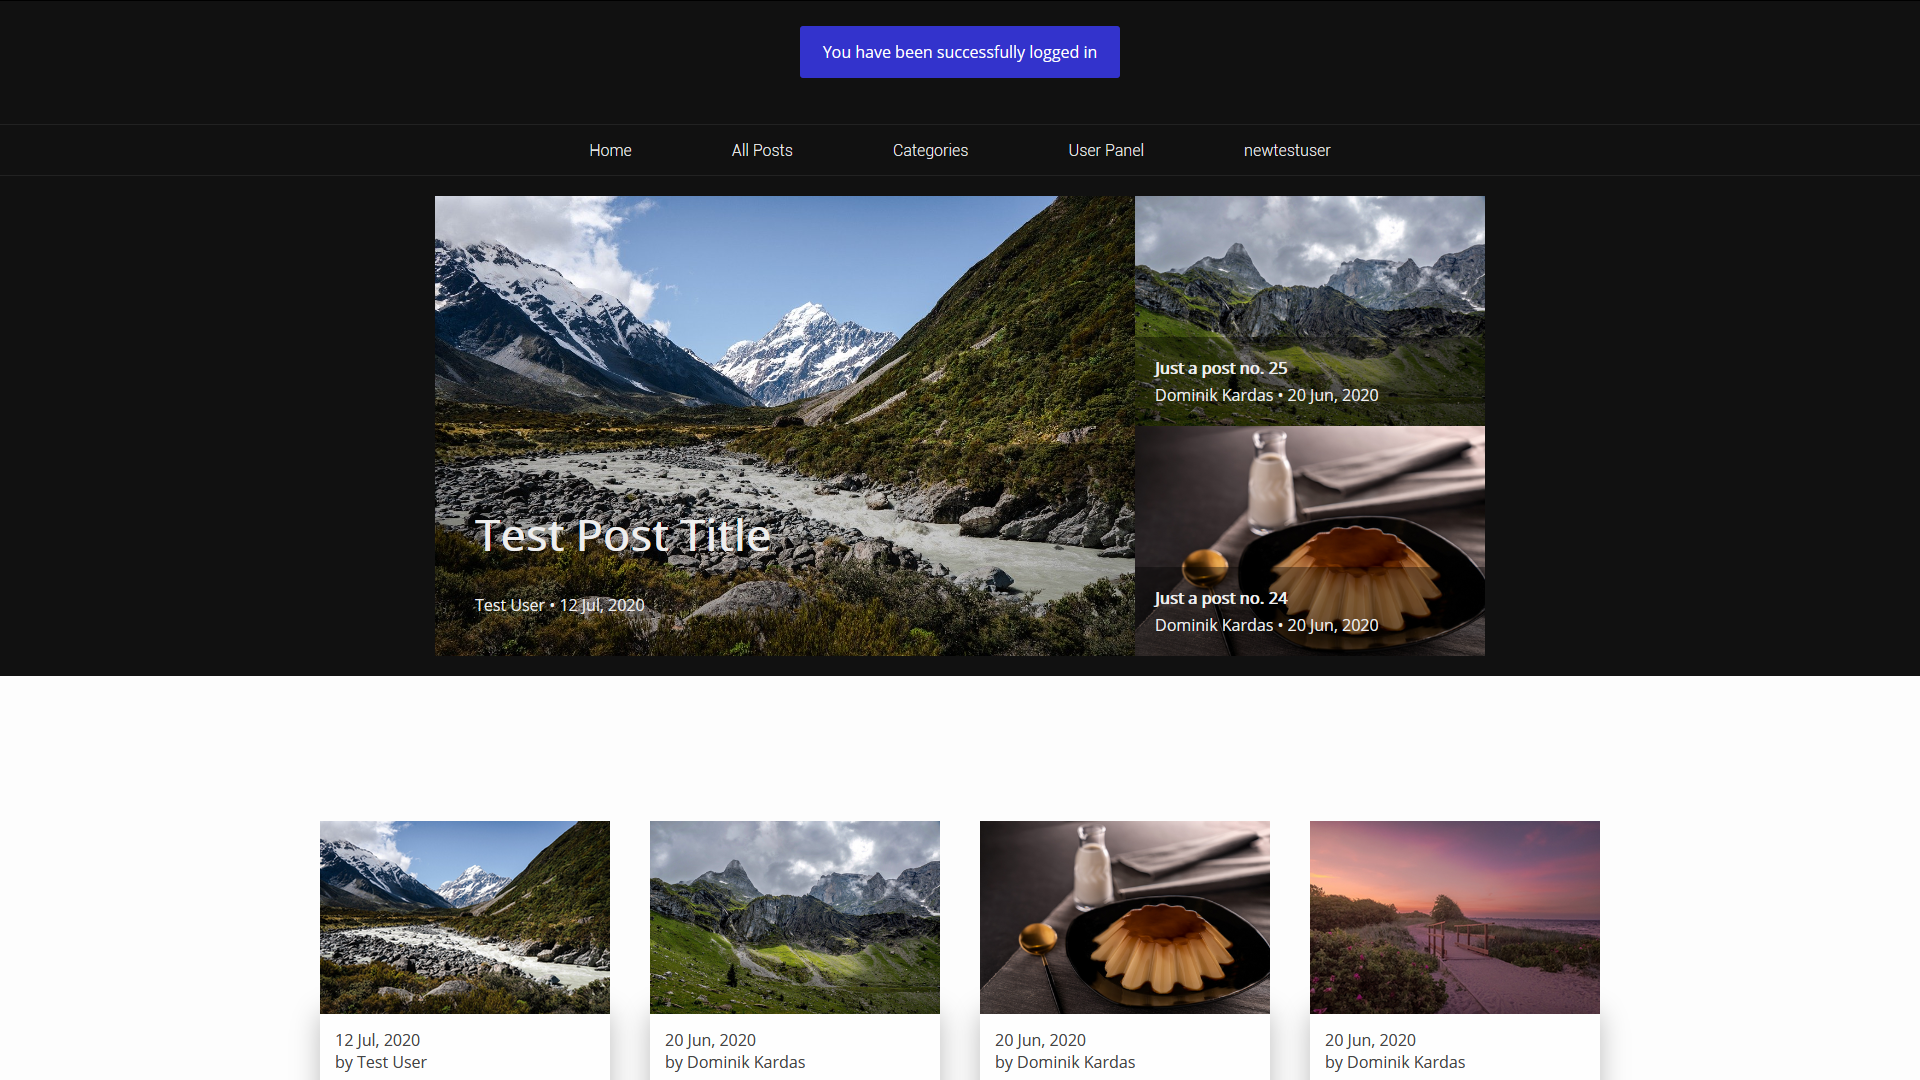 You have been successfully logged in
Home
All Posts
Categories
User Panel
newtestuser
Test Post Title
Test User • 12 Jul, 2020
Just a post no. 25
Dominik Kardas • 20 Jun, 2020
Just a post no. 24
Dominik Kardas • 20 Jun, 2020
12 Jul, 2020
by Test User
20 Jun, 2020
by Dominik Kardas
20 Jun, 2020
by Dominik Kardas
20 Jun, 2020
by Dominik Kardas